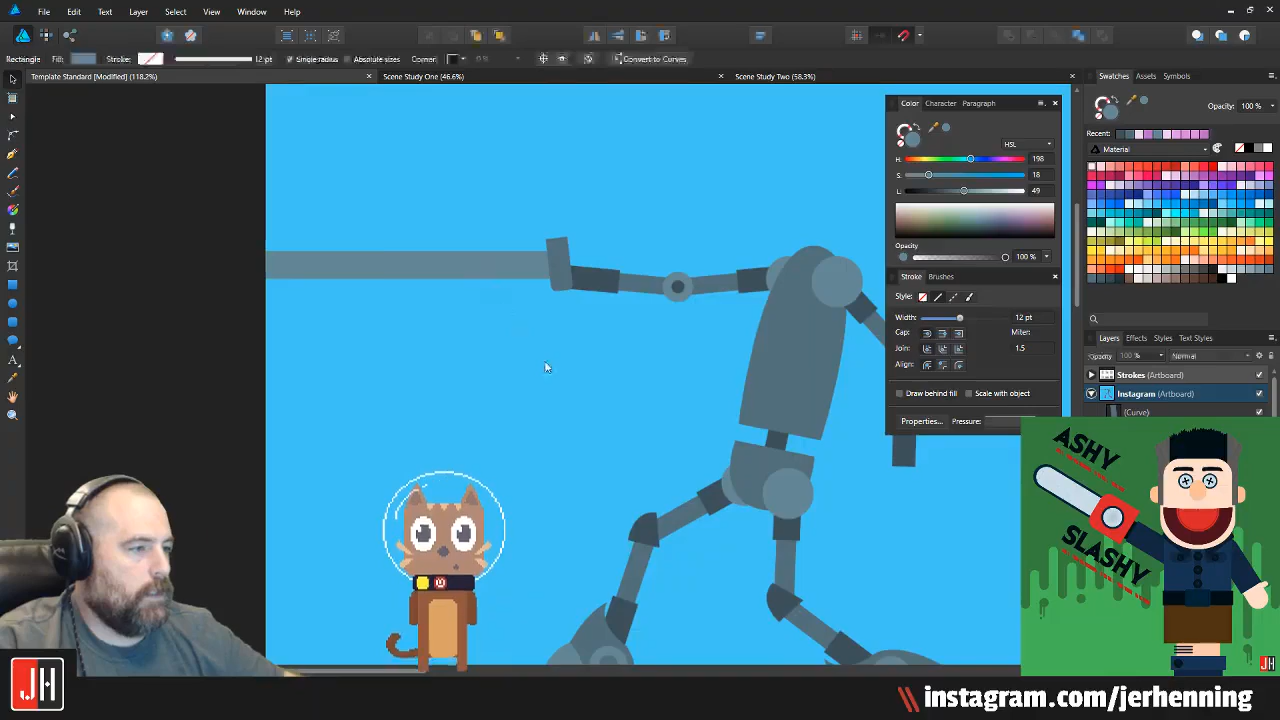 File Edit Text Document Layer Select View Window Help
Rectangle Fill: Stroke: 12 pt Single radius Absolute sizes Corner: 0 % Convert to Curves
Template Standard [Modified] (118.2%) Scene Study One (46.6%) Scene Study Two (58.3%)
Swatches Assets Symbols
Color Character Paragraph
Opacity: 100 %
Recent:
HSL
Material
H: 198
S: 18
L: 49
Opacity
100 %
Stroke Brushes
Style:
Width: 12 pt
Cap: Miter:
Join: 1.5
Align:
Layers Effects Styles Text Styles
Opacity 100 % Normal
Strokes (Artboard)
Draw behind fill Scale with object
Instagram (Artboard)
(Curve)
Properties... Pressure:
ASHY
SLASHY
JH
JH
instagram.com/jerhenning